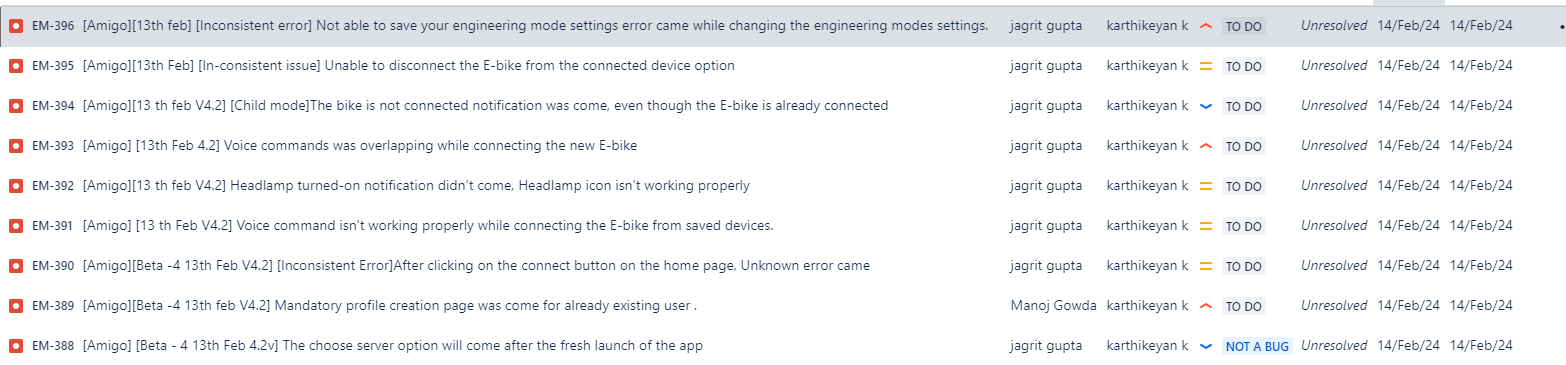 EM-396 [Amigo][13th feb] [Inconsistent error] Not able to save your engineering mode settings error came while changing the engineering modes settings. jagrit gupta karthikeyan k TO DO Unresolved 14/Feb/24 14/Feb/24
EM-395 [Amigo][13th Feb] [In-consistent issue] Unable to disconnect the E-bike from the connected device option jagrit gupta karthikeyan k TO DO Unresolved 14/Feb/24 14/Feb/24
EM-394 [Amigo][13 th feb V4.2] [Child mode]The bike is not connected notification was come, even though the E-bike is already connected jagrit gupta karthikeyan k TO DO Unresolved 14/Feb/24 14/Feb/24
EM-393 [Amigo] [13th Feb 4.2] Voice commands was overlapping while connecting the new E-bike jagrit gupta karthikeyan k TO DO Unresolved 14/Feb/24 14/Feb/24
EM-392 [Amigo][13 th feb V4.2] Headlamp turned-on notification didn't come, Headlamp icon isn't working properly jagrit gupta karthikeyan k TO DO Unresolved 14/Feb/24 14/Feb/24
EM-391 [Amigo] [13 th Feb V4.2] Voice command isn't working properly while connecting the E-bike from saved devices. jagrit gupta karthikeyan k TO DO Unresolved 14/Feb/24 14/Feb/24
EM-390 [Amigo][Beta -4 13th Feb V4.2] [Inconsistent Error]After clicking on the connect button on the home page, Unknown error came jagrit gupta karthikeyan k TO DO Unresolved 14/Feb/24 14/Feb/24
EM-389 [Amigo][Beta -4 13th feb V4.2] Mandatory profile creation page was come for already existing user . Manoj Gowda karthikeyan k TO DO Unresolved 14/Feb/24 14/Feb/24
EM-388 [Amigo] [Beta - 4 13th Feb 4.2v] The choose server option will come after the fresh launch of the app jagrit gupta karthikeyan k NOT A BUG Unresolved 14/Feb/24 14/Feb/24